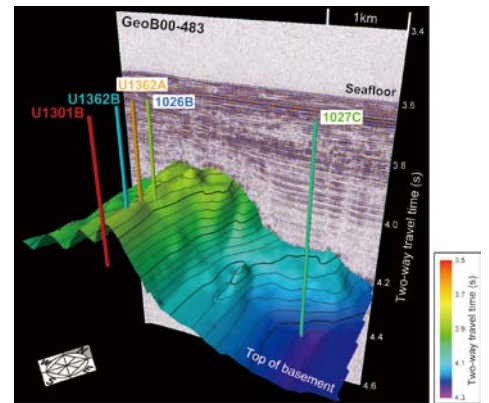 GeoB00-483
1km
3.4
Seafloor
U1362A
U1362B
1026B
U1301B
1027C
3.6
3.8
4.0
4.2
4.4
4.6
Two-way travel time (s)
Top of basement
3.5
3.7
3.9
4.1
4.3
Two-way travel time (s)